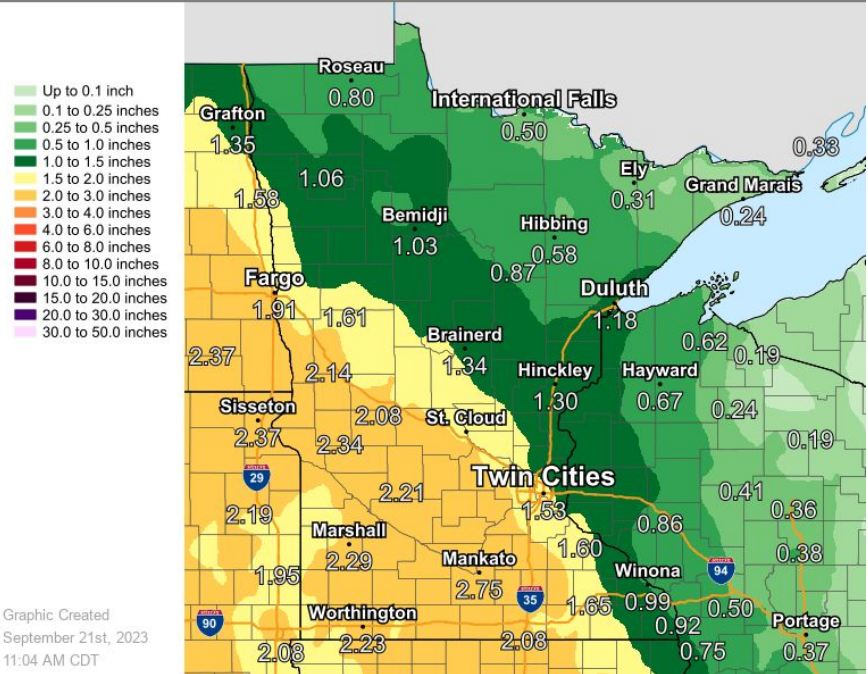 Up to 0.1 inch
0.1 to 0.25 inches
0.25 to 0.5 inches
0.5 to 1.0 inches
1.0 to 1.5 inches
1.5 to 2.0 inches
2.0 to 3.0 inches
3.0 to 4.0 inches
4.0 to 6.0 inches
6.0 to 8.0 inches
8.0 to 10.0 inches
10.0 to 15.0 inches
15.0 to 20.0 inches
20.0 to 30.0 inches
30.0 to 50.0 inches
Graphic Created
September 21st, 2023
11:04 AM CDT
Roseau
0.80
International Falls
0.50
Grafton
1.35
0.33
Ely
0.31
1.06
Grand Marais
0.24
1.58
Bemidji
1.03
Hibbing
0.58
0.87
Fargo
1.91
Duluth
1.18
1.61
Brainerd
1.34
0.62
0.19
2.37
2.14
Hinckley
1.30
Hayward
0.67
Sisseton
2.37
2.08
St. Cloud
0.24
2.34
0.19
29
Twin Cities
1.53
2.21
0.41
0.36
2.19
0.86
Marshall
2.29
1.60
0.38
Mankato
2.75
1.95
Winona
0.99
94
35
1.65
0.50
90
Worthington
2.23
0.92
Portage
0.37
2.08
2.08
0.75